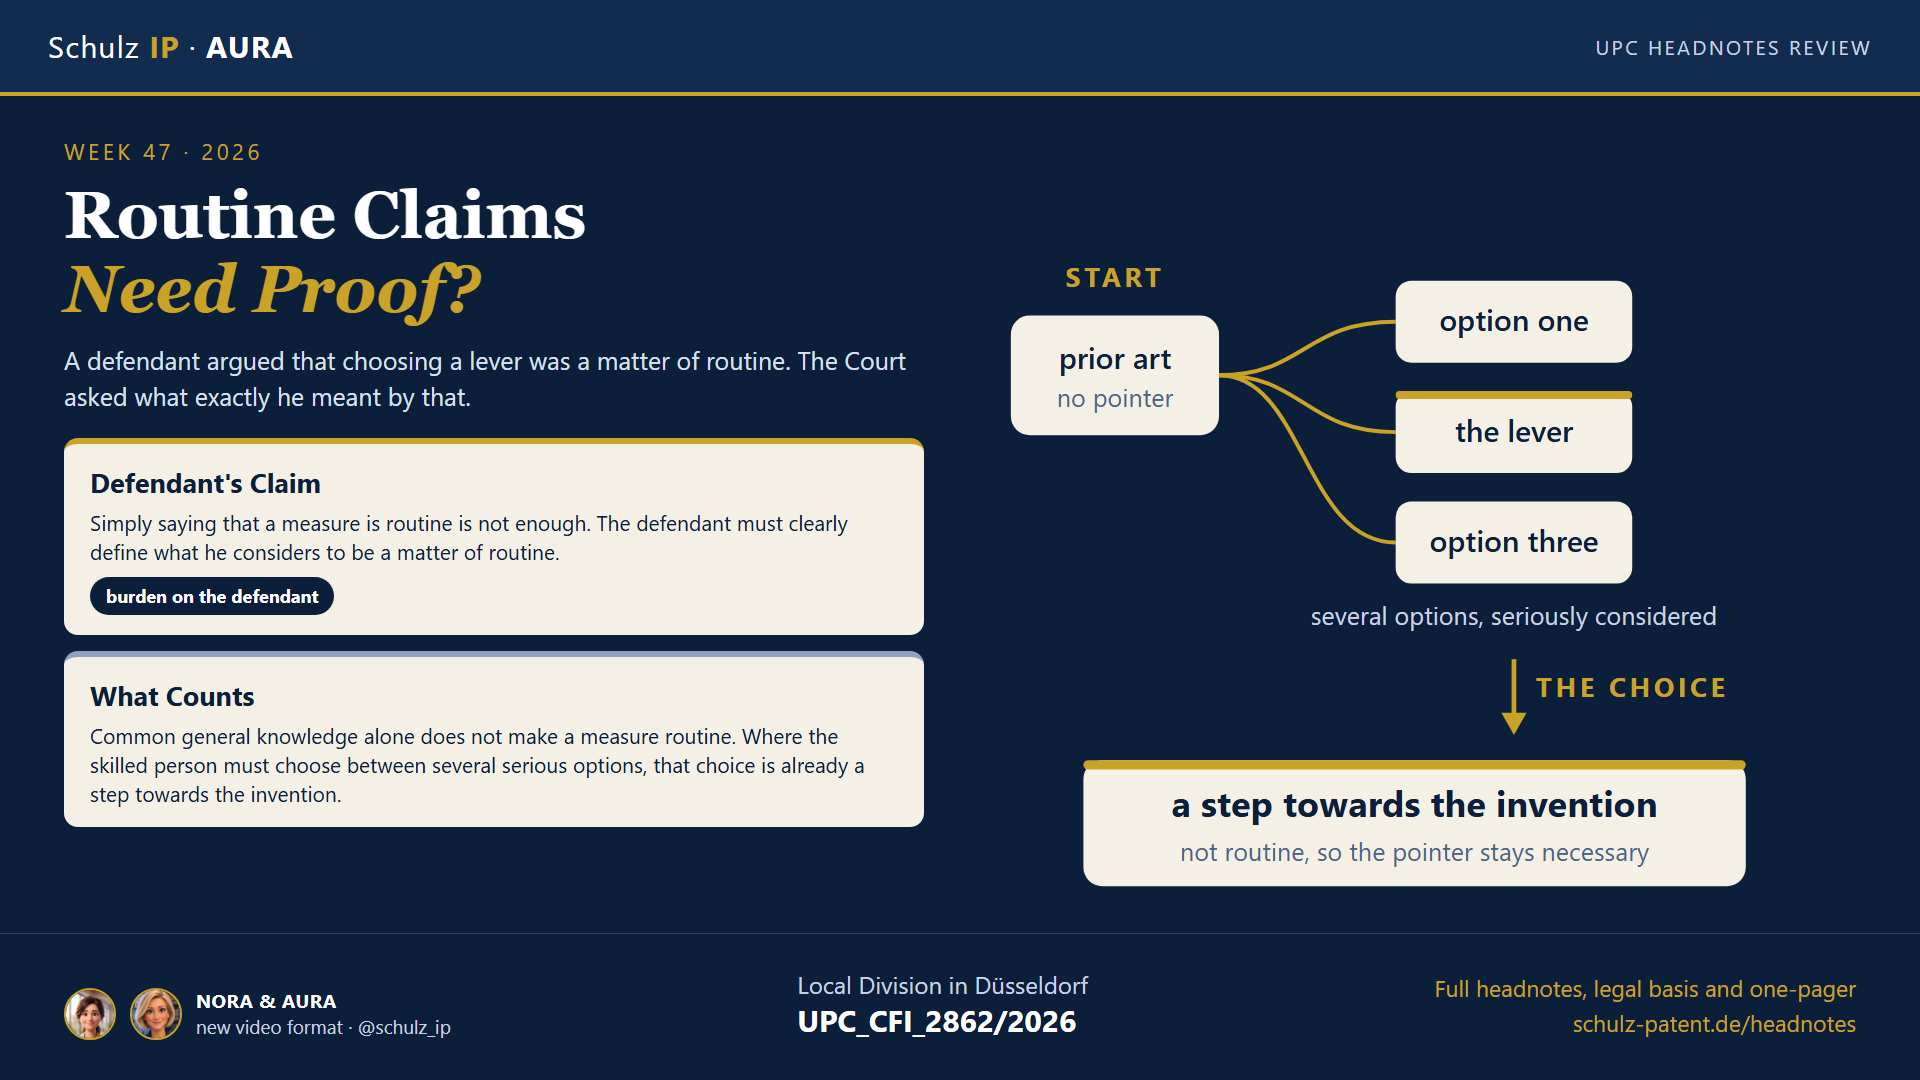 Schulz IP · AURA
UPC HEADNOTES REVIEW
WEEK 47 · 2026
Routine Claims
Need Proof?
A defendant argued that choosing a lever was a matter of routine. The Court
asked what exactly he meant by that.
Defendant's Claim
Simply saying that a measure is routine is not enough. The defendant must clearly
define what he considers to be a matter of routine.
burden on the defendant
What Counts
Common general knowledge alone does not make a measure routine. Where the
skilled person must choose between several serious options, that choice is already a
step towards the invention.
START
prior art
no pointer
option one
the lever
option three
several options, seriously considered
THE CHOICE
a step towards the invention
not routine, so the pointer stays necessary
NORA & AURA
new video format · @schulz_ip
Local Division in Düsseldorf
UPC_CFI_2862/2026
Full headnotes, legal basis and one-pager
schulz-patent.de/headnotes